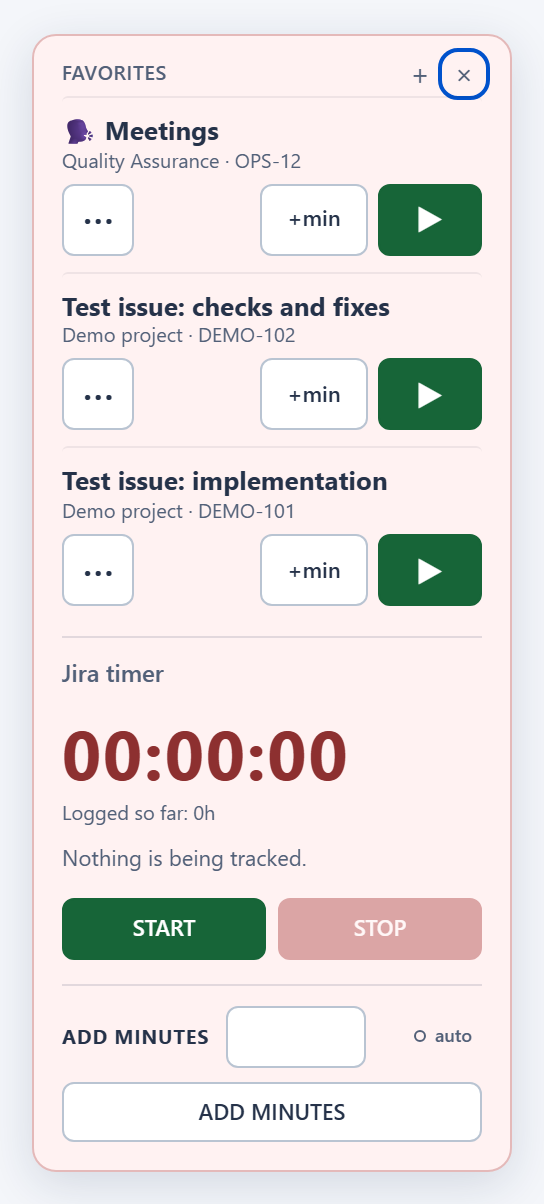 FAVORITES + ×
Meetings
Quality Assurance · OPS-12
... +min
Test issue: checks and fixes
Demo project · DEMO-102
... +min
Test issue: implementation
Demo project · DEMO-101
... +min
Jira timer
00:00:00
Logged so far: 0h
Nothing is being tracked.
START STOP
ADD MINUTES auto
ADD MINUTES